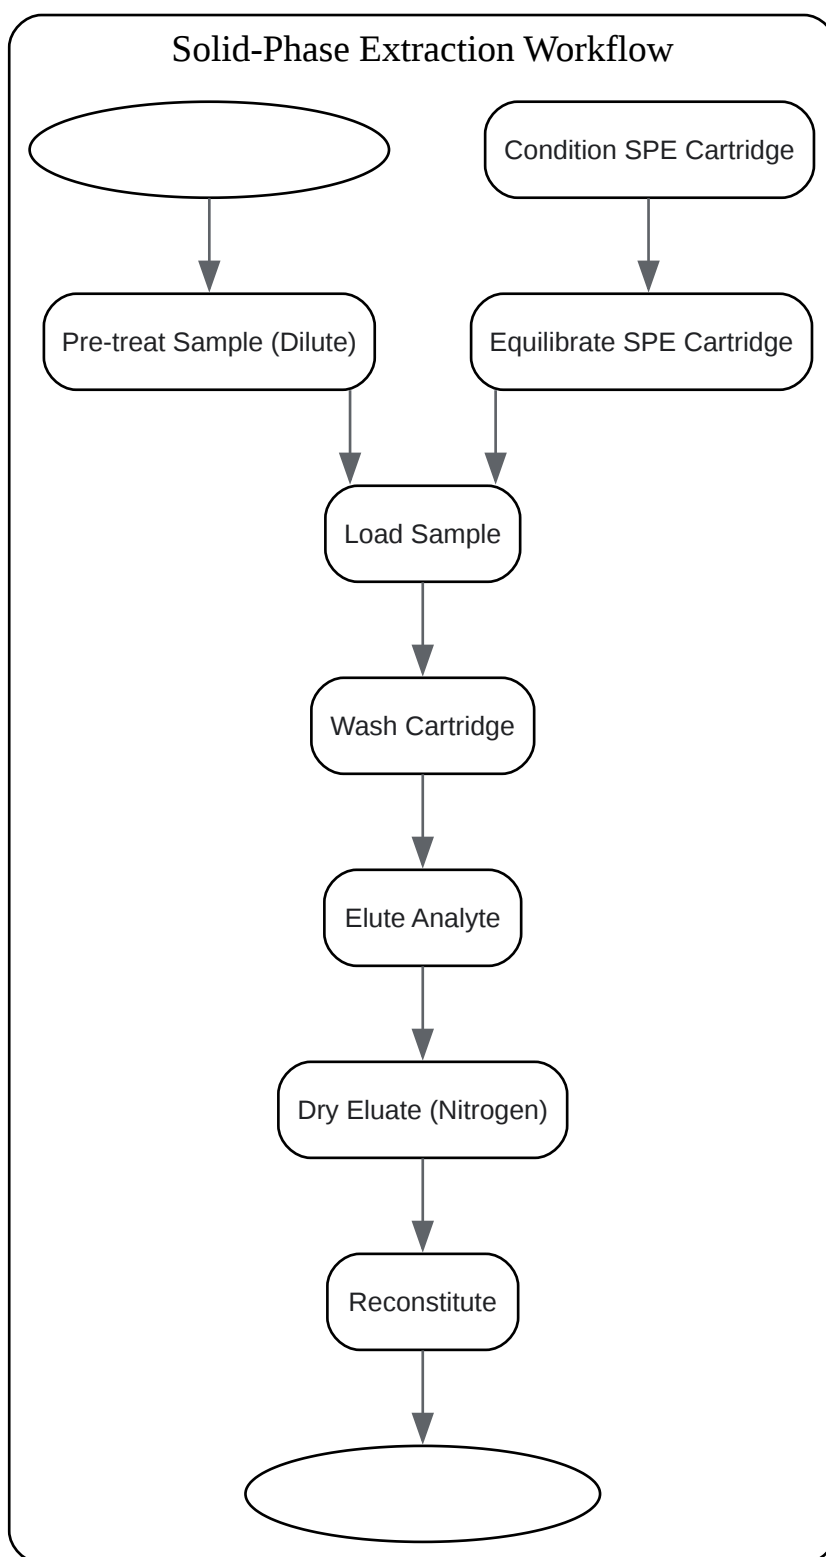 Solid-Phase Extraction Workflow
Condition SPE Cartridge
Pre-treat Sample (Dilute)
Equilibrate SPE Cartridge
Load Sample
Wash Cartridge
Elute Analyte
Dry Eluate (Nitrogen)
Reconstitute